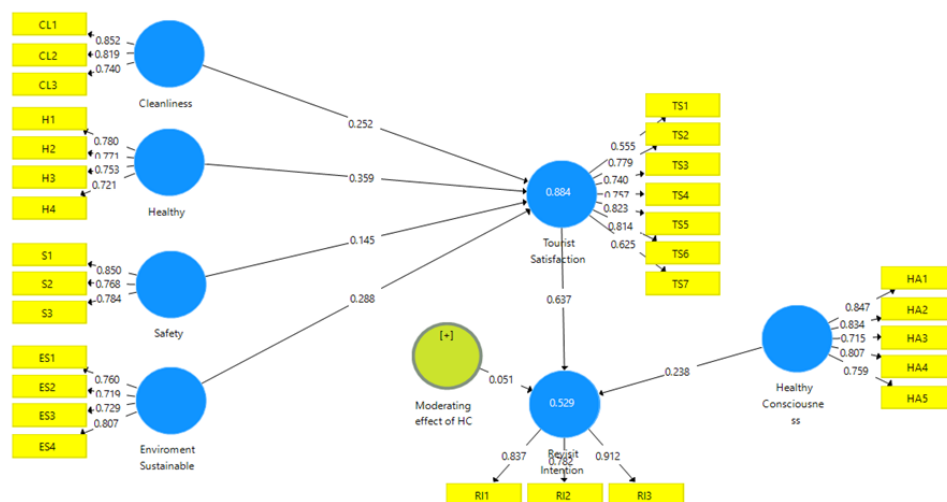 CL1
0.852
CL2
0.819
0.740
CL3
Cleanliness
H1
0.780
H2
0.771
H3
0.753
0.721
H4
Healthy
S1
0.850
S2
0.768
0.784
S3
Safety
ES1
0.760
ES2
0.719
ES3
0.729
0.807
ES4
Enviroment
Sustainable
0.252
0.359
0.145
0.288
0.884
Tourist
Satisfaction
TS1
0.555
TS2
0.779
TS3
0.740
TS4
0.757
0.823
TS5
0.814
TS6
0.625
TS7
0.637
[+]
0.051
Moderating
effect of HC
0.529
Revisit
Intention
0.238
0.837
0.782
0.912
RI1
RI2
RI3
Healthy
Consciousne
ss
HA1
0.847
HA2
0.834
0.715
HA3
0.807
HA4
0.759
HA5